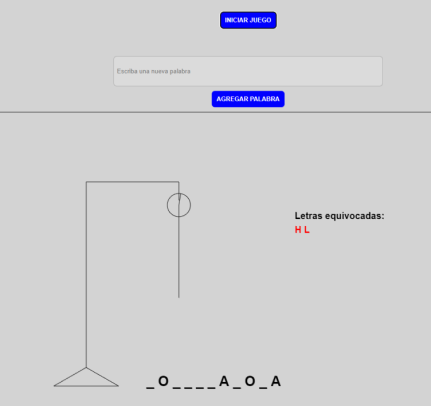 INICIAR JUEGO
Escriba una nueva palabra
AGREGAR PALABRA
Letras equivocadas:
H L
_ O _ _ _ _ A _ O _ A